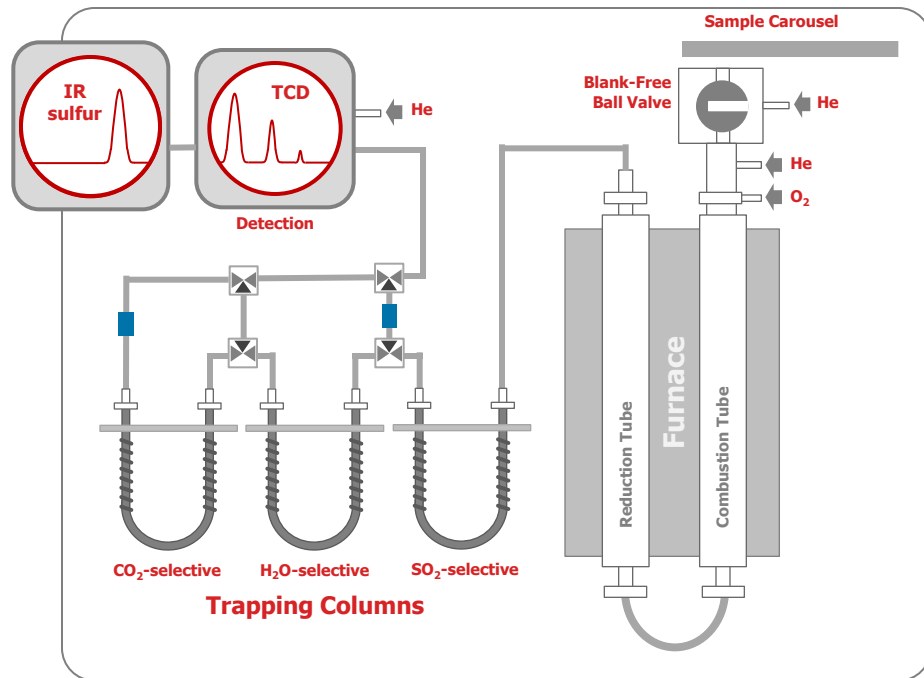 Sample Carousel
IR
sulfur
TCD
He
Blank-Free
Ball Valve
He
He
O₂
Detection
Furnace
Reduction Tube
Combustion Tube
CO₂-selective
H₂O-selective
SO₂-selective
Trapping Columns